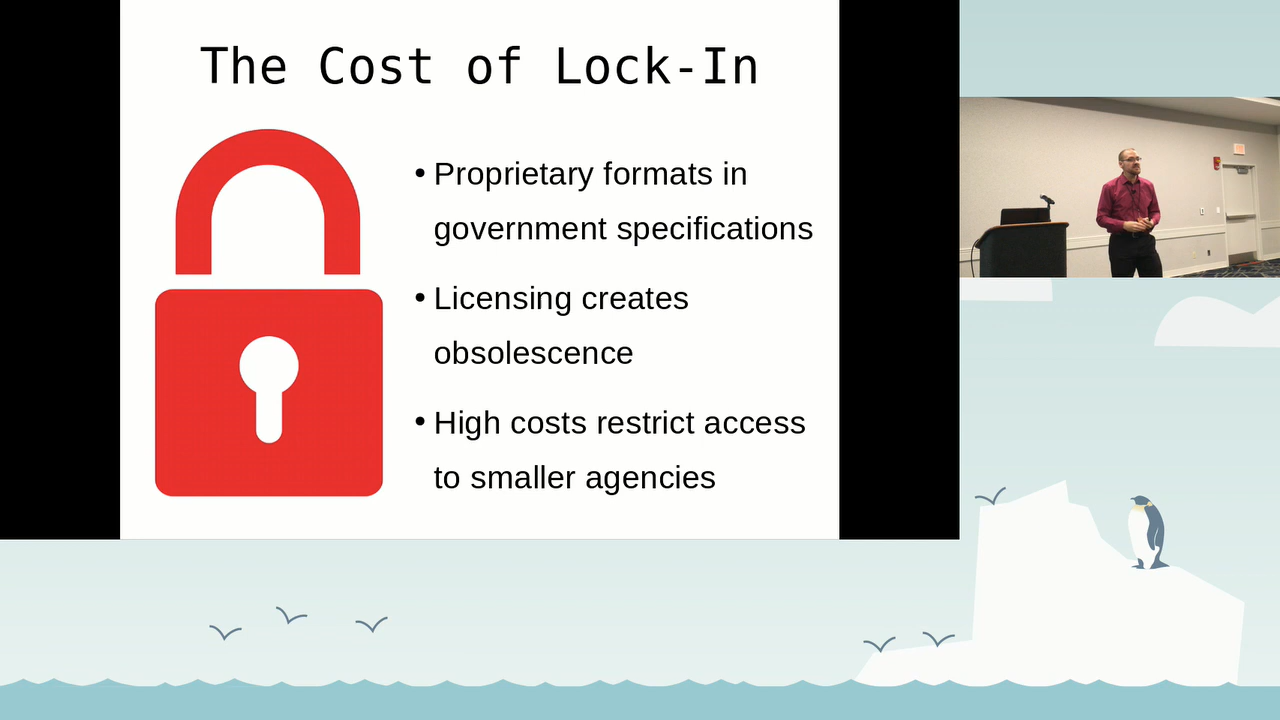 The Cost of Lock-In
• Proprietary formats in
government specifications
• Licensing creates
obsolescence
• High costs restrict access
to smaller agencies